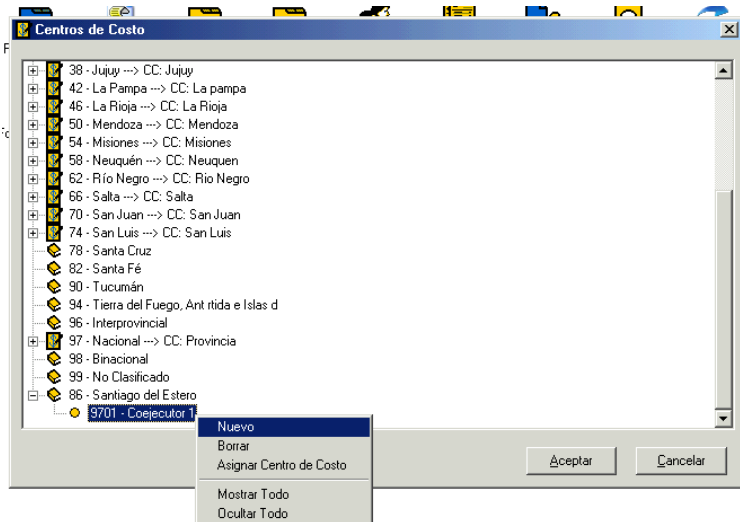 Centros de Costo
38 - Jujuy ---> CC: Jujuy
42 - La Pampa ---> CC: La pampa
46 - La Rioja ---> CC: La Rioja
50 - Mendoza ---> CC: Mendoza
54 - Misiones ---> CC: Misiones
58 - Neuquén ---> CC: Neuquen
62 - Río Negro ---> CC: Rio Negro
66 - Salta ---> CC: Salta
70 - San Juan ---> CC: San Juan
74 - San Luis ---> CC: San Luis
78 - Santa Cruz
82 - Santa Fé
90 - Tucumán
94 - Tierra del Fuego, Ant rtida e Islas d
96 - Interprovincial
97 - Nacional ---> CC: Provincia
98 - Binacional
99 - No Clasificado
86 - Santiago del Estero
9701 - Coejecutor 1
Nuevo
Borrar
Asignar Centro de Costo
Mostrar Todo
Ocultar Todo
Aceptar
Cancelar